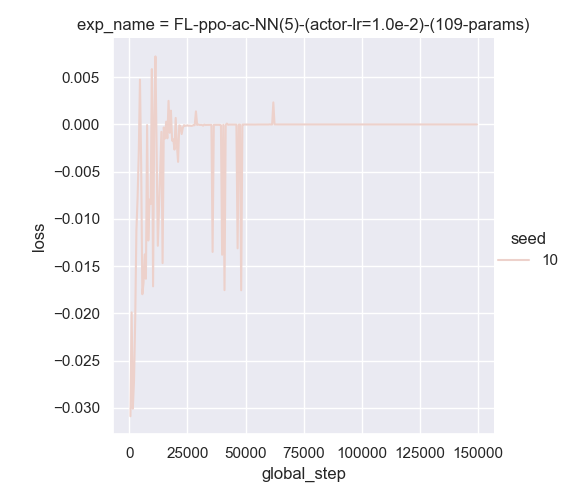 exp_name = FL-ppo-ac-NN(5)-(actor-lr=1.0e-2)-(109-params)
0.005
0.000
−0.005
−0.010
−0.015
−0.020
−0.025
−0.030
loss
0 25000 50000 75000 100000 125000 150000
global_step
seed
10